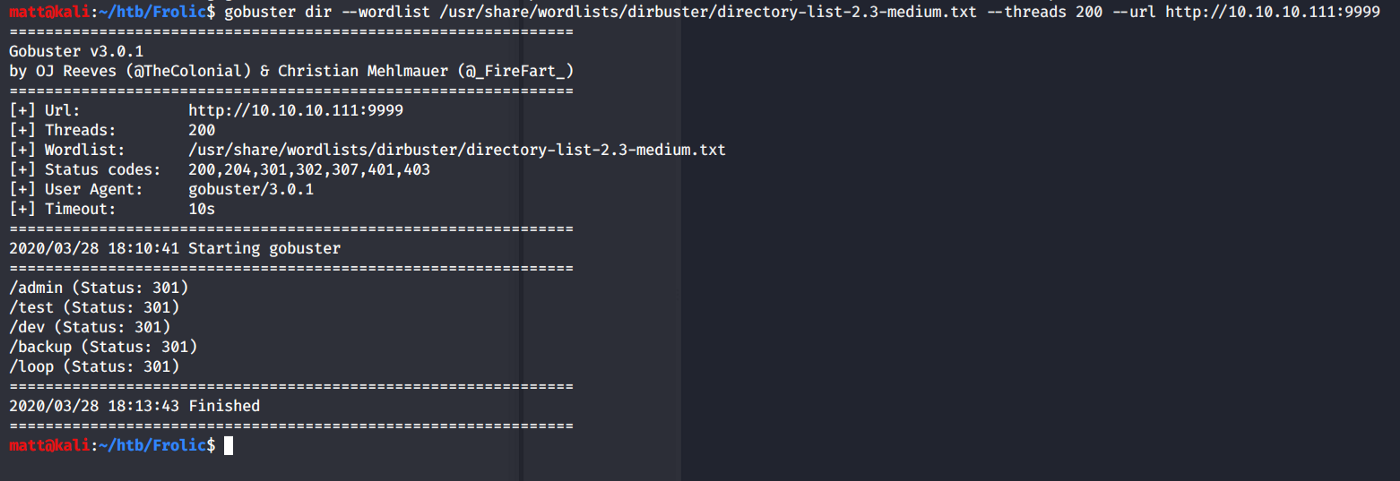 matt@kali:~/htb/Frolic$ gobuster dir --wordlist /usr/share/wordlists/dirbuster/directory-list-2.3-medium.txt --threads 200 --url http://10.10.10.111:9999
===============================================================
Gobuster v3.0.1
by OJ Reeves (@TheColonial) & Christian Mehlmauer (@_FireFart_)
===============================================================
[+] Url:            http://10.10.10.111:9999
[+] Threads:        200
[+] Wordlist:       /usr/share/wordlists/dirbuster/directory-list-2.3-medium.txt
[+] Status codes:   200,204,301,302,307,401,403
[+] User Agent:     gobuster/3.0.1
[+] Timeout:        10s
===============================================================
2020/03/28 18:10:41 Starting gobuster
===============================================================
/admin (Status: 301)
/test (Status: 301)
/dev (Status: 301)
/backup (Status: 301)
/loop (Status: 301)
===============================================================
2020/03/28 18:13:43 Finished
===============================================================
matt@kali:~/htb/Frolic$